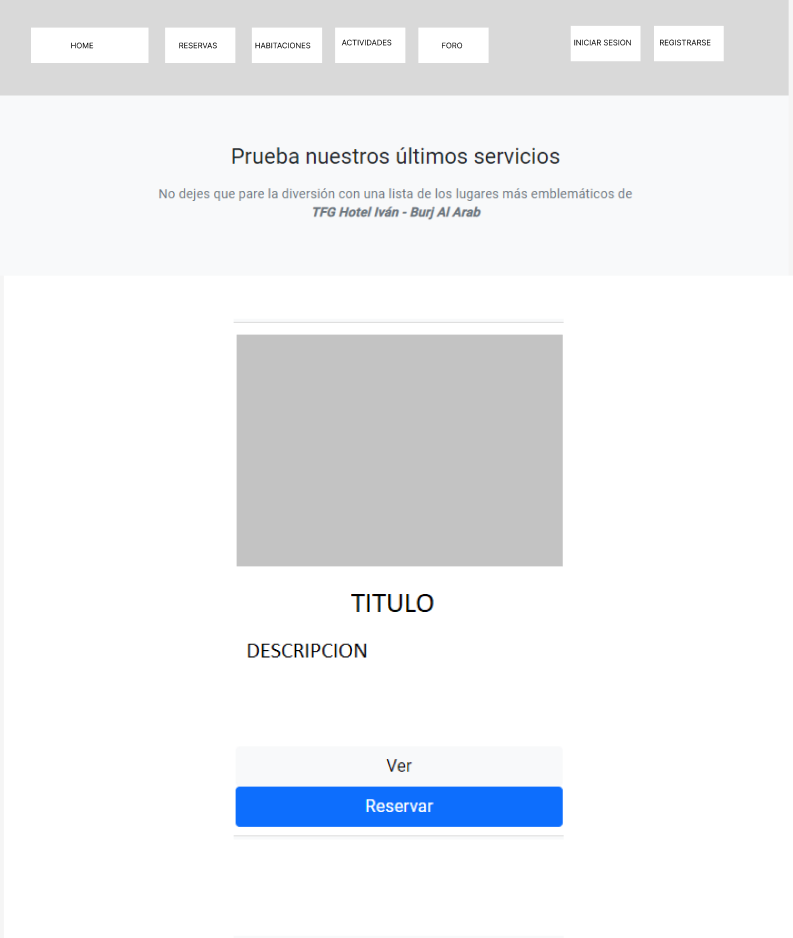 HOME
RESERVAS
HABITACIONES
ACTIVIDADES
FORO
INICIAR SESION
REGISTRARSE
Prueba nuestros últimos servicios
No dejes que pare la diversión con una lista de los lugares más emblemáticos de
TFG Hotel Iván - Burj Al Arab
TITULO
DESCRIPCION
Ver
Reservar